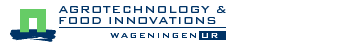 AGROTECHNOLOGY &
FOOD INNOVATIONS
WAGENINGEN UR